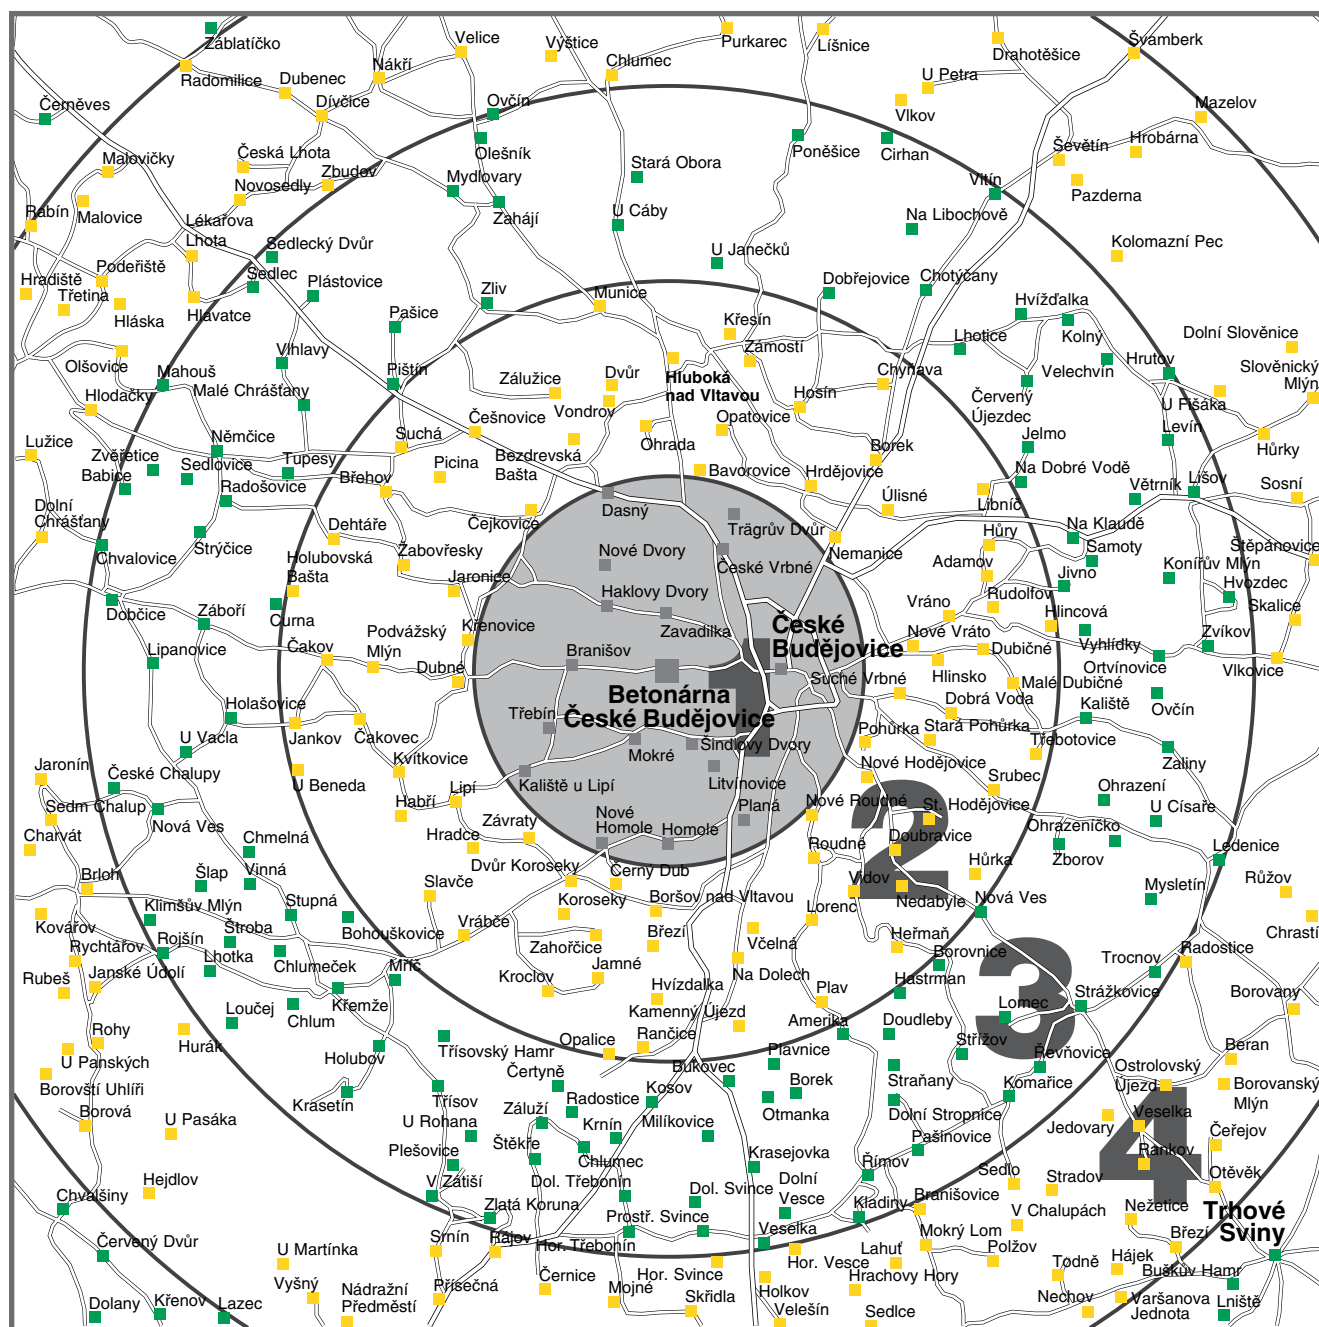 Záblatíčko
Velice
Výštice
Purkarec
Líšnice
Drahotěšice
Švamberk
Radomilice
Dubenec
Nákří
Chlumec
U Petra
Černěves
Dívčice
Ovčín
Vlkov
Mazelov
Malovičky
Česká Lhota
Zbudov
Olešník
Stará Obora
Poněšice
Cirhan
Ševětín
Hrobárna
Novosedly
Mydlovary
Vitín
Pazderna
Rábín
Malovice
Lékařova
Lhota
Zahájí
U Cáby
Na Libochově
Sedlecký Dvůr
U Janečků
Kolomazní Pec
Hradiště
Podeřiště
Třetina
Sedlec
Plástovice
Zliv
Munice
Dobřejovice
Chotýčany
Hláska
Hlavatce
Pašice
Křesín
Hvížďalka
Kolný
Dolní Slověnice
Olšovice
Vlhlavy
Zámostí
Lhotice
Velechvín
Hrutov
Slověnický
Mlýn
Mahouš
Malé Chrášťany
Pištín
Zálužice
Dvůr
Hluboká
nad Vltavou
Chyňava
Hlodačky
Vondrov
Hosín
Červený
Újezdec
U Fišáka
Češnovice
Opatovice
Lužice
Němčice
Suchá
Ohrada
Borek
Jelmo
Levín
Hůrky
Zvěřetice
Babice
Sedlovice
Tupesy
Picina
Bezdrevská
Bašta
Bavorovice
Hrdějovice
Na Dobré Vodě
Větrník
Lišov
Sosní
Radošovice
Břehov
Úlisné
Libníč
Dolní
Chrášťany
Dehtáře
Čejkovice
Dasný
Trägrův Dvůr
Hůry
Na Klaudě
Chvalovice
Strýčice
Holubovská
Bašta
Žabovřesky
Nové Dvory
České Vrbné
Nemanice
Adamov
Samoty
Konířův Mlýn
Štěpánovice
Jaronice
Jivno
Hvozdec
Dobčice
Záboří
Čurna
Haklovy Dvory
Vráno
Rudolfov
Hlincová
Skalice
Křenovice
Zavadilka
České
Budějovice
Nové Vráto
Dubičné
Vyhlídky
Zvíkov
Lipanovice
Čakov
Podvážský
Mlýn
Dubné
Branišov
Suché Vrbné
Hlinsko
Malé Dubičné
Ortvínovice
Vlkovice
Betonárna
České Budějovice
Dobrá Voda
Kaliště
Ovčín
Holašovice
Třebín
Pohůrka
Stará Pohůrka
Jankov
Čakovec
Mokré
Šindlovy Dvory
Třebotovice
Zaliny
U Vacla
Kvítkovice
Litvínovice
Nové Hodějovice
Jaronín
České Chalupy
U Beneda
Lipí
Kaliště u Lipí
Srubec
Ohrazení
Sedm Chalup
Nová Ves
Habří
Planá
Nové Roudné
2
St. Hodějovice
U Císaře
Charvát
Chmelná
Hradce
Závraty
Nové
Homole
Homole
Doubravice
Ohrazeníčko
Brloh
Šlap
Vinná
Dvůr Koroseky
Černý Dub
Roudné
Hůrka
Zborov
Ledenice
Klimšův Mlýn
Stupná
Slavče
Koroseky
Boršov nad Vltavou
Vidov
Nedabyle
Mysletín
Růžov
Kovářov
Štroba
Bohouškovice
Vrábče
Lorenc
Nová Ves
Chrastí
Rychtářov
Rojšín
Zahořčice
Březí
Včelná
Heřmaň
Borovnice
3
Radostice
Rubeš
Janské Údolí
Lhotka
Chlumeček
Mříč
Kroclov
Jamné
Na Dolech
Hastrman
Trocnov
Loučej
Chlum
Křemže
Hvízdalka
Plav
Lomec
Strážkovice
Borovany
Rohy
Hurák
Kamenný Újezd
Amerika
Doudleby
U Panských
Holubov
Třísovský Hamr
Opalice
Rančice
Plavnice
Střížov
Řevňovice
Beran
Borovští Uhlíři
Čertyně
Bukovec
Straňany
Ostrolovský
Újezd
Borovanský
Mlýn
Krasetín
Třísov
Radostice
Kosov
Borek
Komařice
Borová
U Pasáka
U Rohana
Záluží
Krnín
Milíkovice
Otmanka
Dolní Stropnice
Jedovary
4
Veselka
Čeřejov
Plešovice
Štěkře
Pašinovice
Chlumec
Krasejovka
Římov
Sedlo
Rankov
Otěvěk
Hejdlov
V Zátiší
Dol. Třebonín
Dol. Svince
Dolní
Vesce
Branišovice
Stradov
Chvalšiny
Zlatá Koruna
Kladiny
V Chalupách
Nežetice
Trhové
Sviny
Červený Dvůr
Srnín
Rájov
Hor. Třebonín
Prostř. Svince
Veselka
Mokrý Lom
Březí
U Martínka
Hor. Svince
Hor. Vesce
Lahuť
Polžov
Todně
Hájek
Buškův Hamr
Vyšný
Přísečná
Černice
Mojné
Holkov
Hrachovy Hory
Nechov
Varšanova
Jednota
Lniště
Dolany
Křenov
Lazec
Nádražní
Předměstí
Skřidla
Velešín
Sedlce